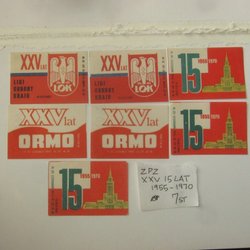 XXV LAT
LOK
LIGI
OBRONY
KRAJU
XXV LAT
LOK
LIGI
OBRONY
KRAJU
15
1955-1970
XXV lat
ORMO
XXV lat
ORMO
15
1955-1970
15
1955-1970
ZPZ
XXV 15 LAT
1955-1970
7 ST